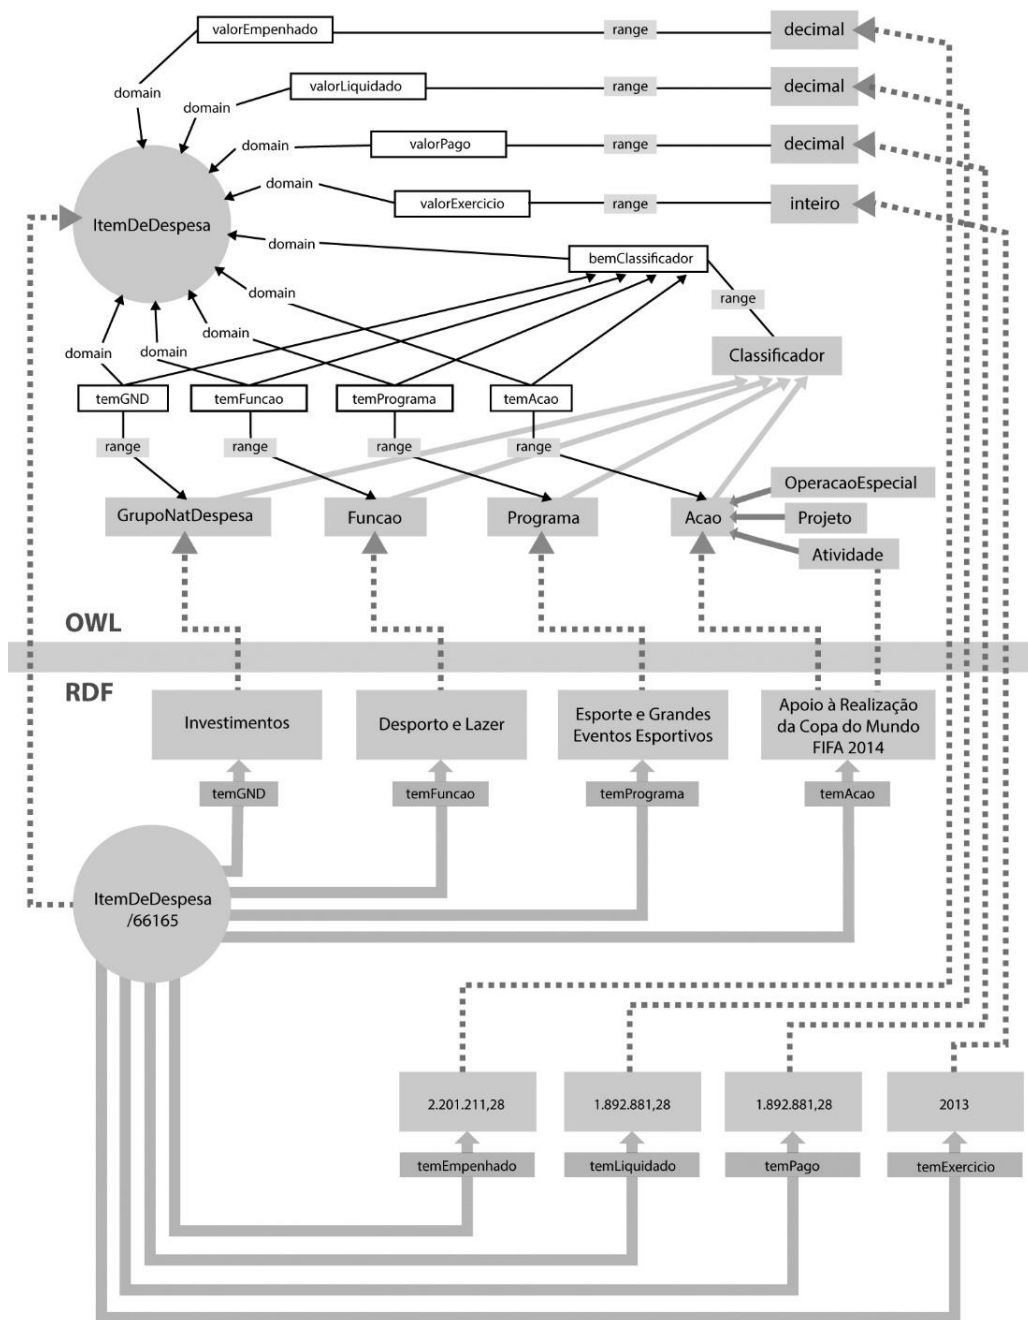 valorEmpenhado
range
decimal
domain
valorLiquidado
range
decimal
domain
valorPago
range
decimal
domain
valorExercicio
range
inteiro
domain
ItemDeDespesa
domain
bemClassificador
domain
range
Classificador
domain
domain
domain
temGND
temFuncao
temPrograma
temAcao
range
range
range
range
GrupoNatDespesa
Funcao
Programa
Acao
OperacaoEspecial
Projeto
Atividade
OWL
RDF
Investimentos
Desporto e Lazer
Esporte e Grandes
Eventos Esportivos
Apoio à Realização
da Copa do Mundo
FIFA 2014
temGND
temFuncao
temPrograma
temAcao
ItemDeDespesa
/66165
2.201.211,28
1.892.881,28
1.892.881,28
2013
temEmpenhado
temLiquidado
temPago
temExercicio